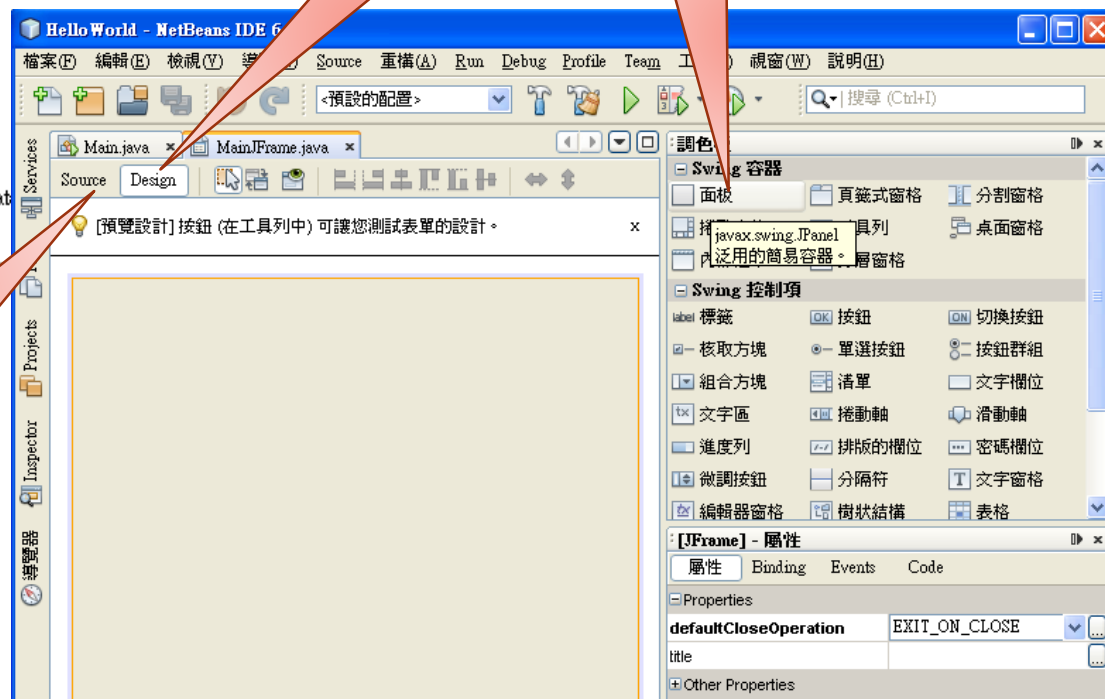 Hello World - NetBeans IDE 6
檔案(F) 編輯(E) 檢視(V) Source 重構(A) Run Debug Profile Team 視窗(W) 說明(H)
<預設的配置> 搜尋 (Ctrl+I)
Services
Projects
Inspector
導覽器
Main.java x MainJFrame.java x
Source Design
[預覽設計] 按鈕 (在工具列中) 可讓您測試表單的設計。 x
Swing 容器
面板 頁籤式窗格 分割窗格
具列 桌面窗格
層窗格
javax.swing.JPanel
泛用的簡易容器。
Swing 控制項
label 標籤 OK 按鈕 ON 切換按鈕
核取方塊 單選按鈕 按鈕群組
組合方塊 清單 文字欄位
文字區 捲動軸 滑動軸
進度列 排版的欄位 密碼欄位
微調按鈕 分隔符 T 文字窗格
編輯器窗格 樹狀結構 表格
[JFrame] - 屬性
屬性 Binding Events Code
Properties
defaultCloseOperation EXIT_ON_CLOSE
title
Other Properties